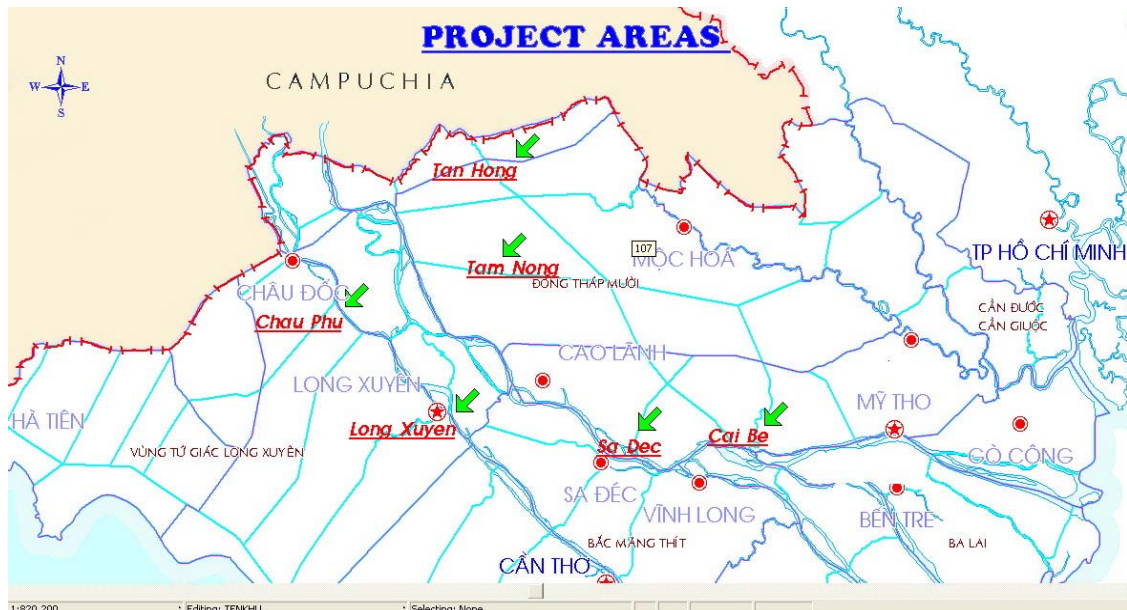 PROJECT AREAS
N
W E
S
CAMPUCHIA
Tan Hong
TP HỒ CHÍ MINH
107
MỘC HÓA
Tam Nong
ĐỒNG THÁP MƯỜI
CHÂU ĐỐC
Chau Phu
CẦN ĐƯỚC
CẦN GIUỘC
CAO LÃNH
LONG XUYÊN
HÀ TIÊN
MỸ THO
Long Xuyen
Sa Dec
Cai Be
VÙNG TỨ GIÁC LONG XUYÊN
GÒ CÔNG
SA ĐÉC
VĨNH LONG
BẾN TRE
BẮC MĂNG THÍT
BA LAI
CẦN THƠ
1:820,200
Editing: TENKHU
Selecting: None